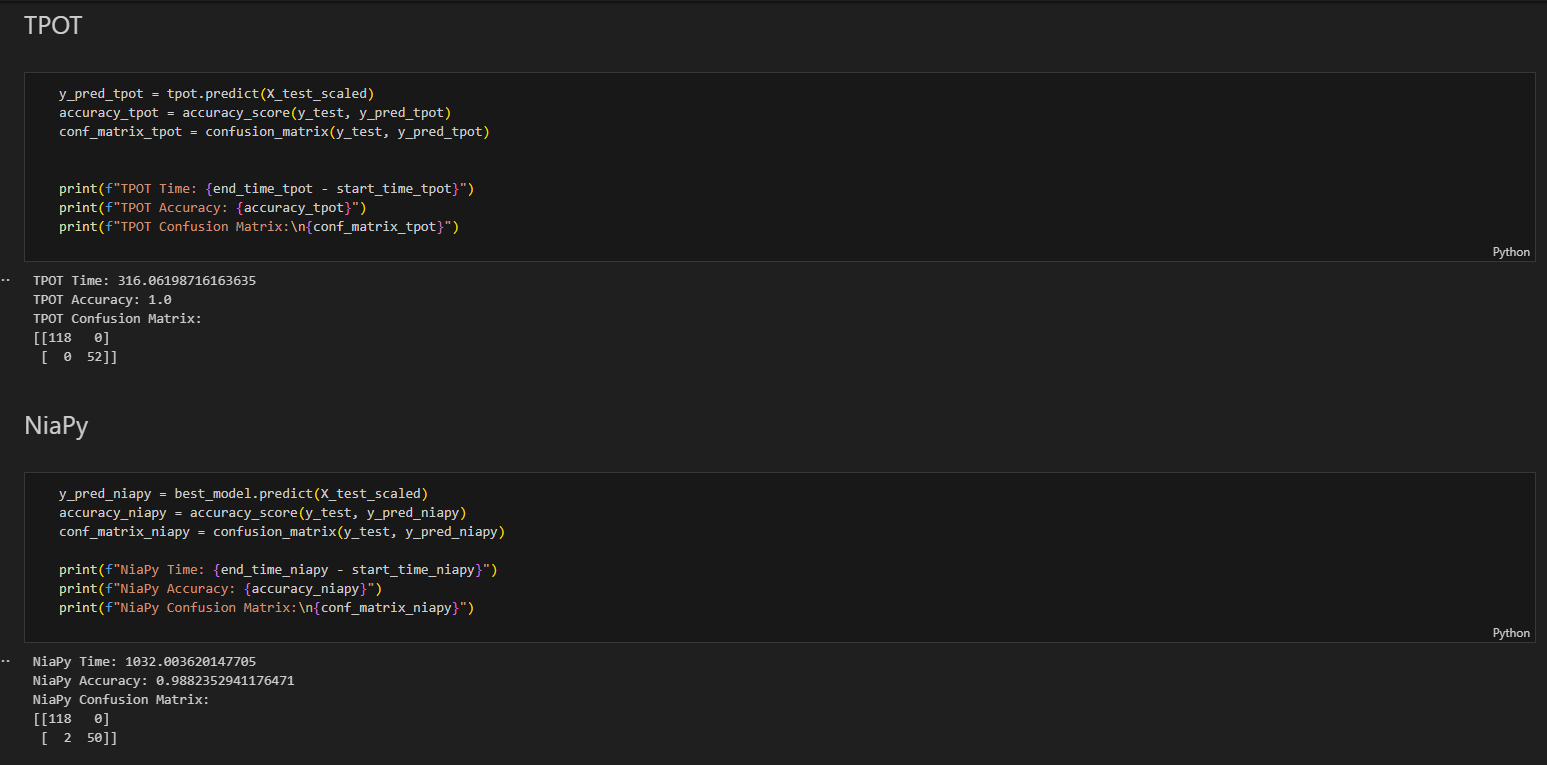 TPOT
y_pred_tpot = tpot.predict(X_test_scaled)
accuracy_tpot = accuracy_score(y_test, y_pred_tpot)
conf_matrix_tpot = confusion_matrix(y_test, y_pred_tpot)
print(f"TPOT Time: {end_time_tpot - start_time_tpot}")
print(f"TPOT Accuracy: {accuracy_tpot}")
print(f"TPOT Confusion Matrix:\n{conf_matrix_tpot}")
Python
TPOT Time: 316.06198716163635
TPOT Accuracy: 1.0
TPOT Confusion Matrix:
[[118   0]
 [  0  52]]
NiaPy
y_pred_niapy = best_model.predict(X_test_scaled)
accuracy_niapy = accuracy_score(y_test, y_pred_niapy)
conf_matrix_niapy = confusion_matrix(y_test, y_pred_niapy)
print(f"NiaPy Time: {end_time_niapy - start_time_niapy}")
print(f"NiaPy Accuracy: {accuracy_niapy}")
print(f"NiaPy Confusion Matrix:\n{conf_matrix_niapy}")
Python
NiaPy Time: 1032.003620147705
NiaPy Accuracy: 0.9882352941176471
NiaPy Confusion Matrix:
[[118   0]
 [  2  50]]